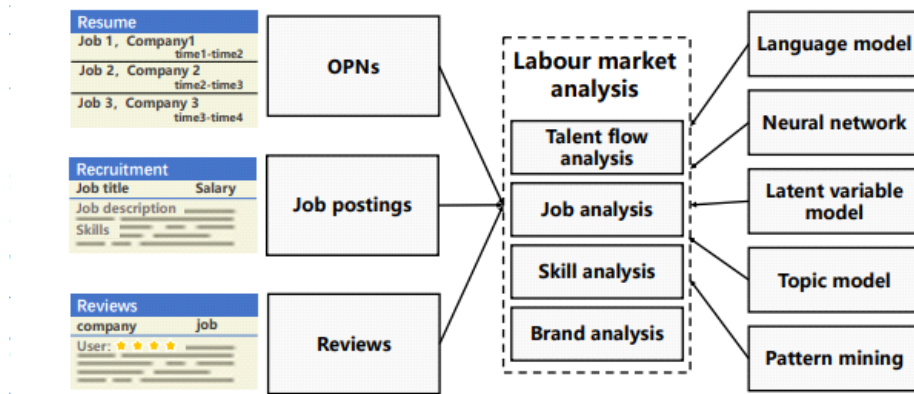 Resume
Job 1, Company1
time1-time2
Job 2, Company 2
time2-time3
Job 3, Company 3
time3-time4
OPNs
Recruitment
Job title Salary
Job description
Skills
Job postings
Reviews
company job
User:
Reviews
Labour market
analysis
Talent flow
analysis
Job analysis
Skill analysis
Brand analysis
Language model
Neural network
Latent variable
model
Topic model
Pattern mining